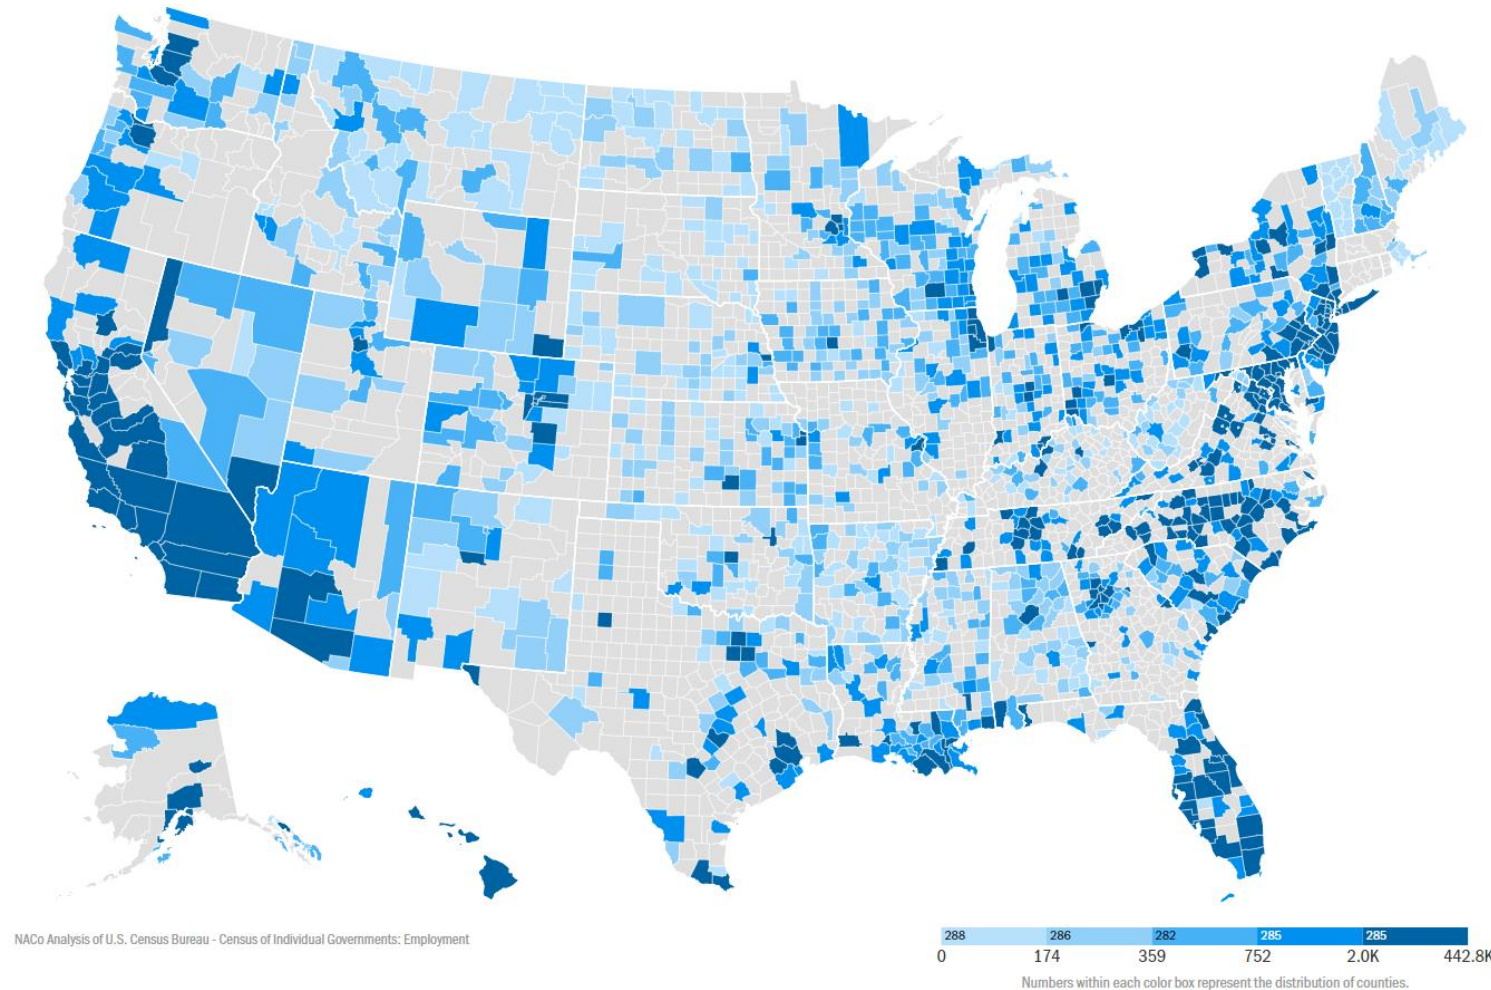 NACo Analysis of U.S. Census Bureau - Census of Individual Governments: Employment
288 286 282 285 285
0 174 359 752 2.0K 442.8K
Numbers within each color box represent the distribution of counties.